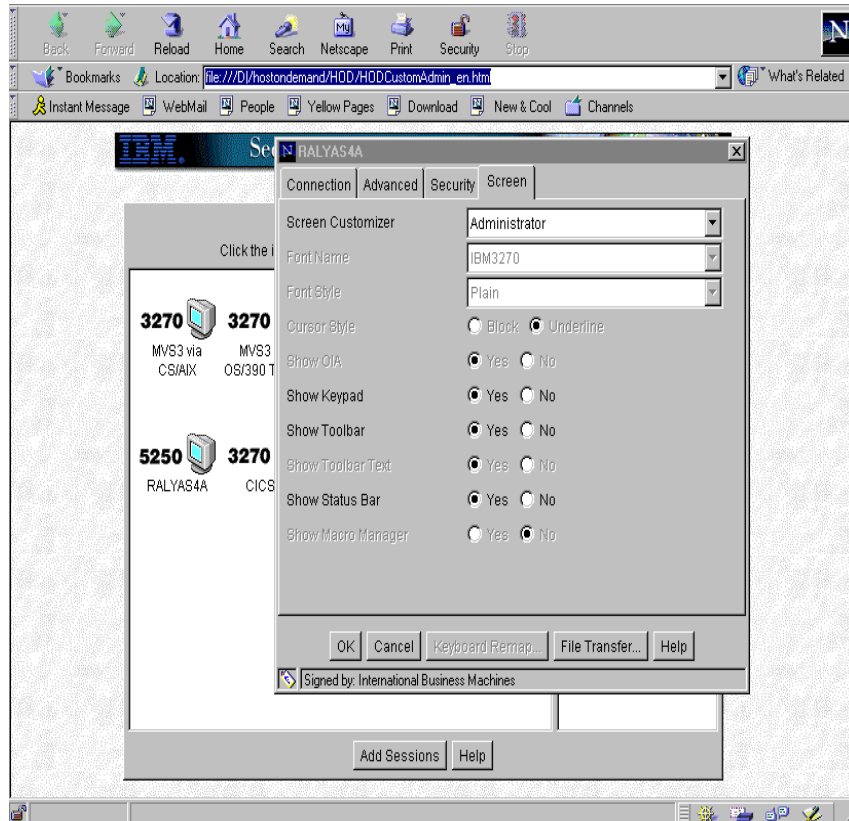 My
N
Back Forward Reload Home Search Netscape Print Security Stop
Bookmarks Location: file:///D|/hostondemand/HOD/HODCustomAdmin_en.htm What's Related
Instant Message WebMail People Yellow Pages Download New & Cool Channels
IBM.
N RALYAS4A
Connection Advanced Security Screen
Screen Customizer Administrator
Click the i
Font Name IBM3270
Font Style Plain
3270 3270
Cursor Style Block Underline
MVS3 via MVS3
CS/AIX OS/390 T
Show OIA Yes No
Show Keypad Yes No
Show Toolbar Yes No
5250 3270
Show Toolbar Text Yes No
RALYAS4A CICS
Show Status Bar Yes No
Show Macro Manager Yes No
OK Cancel Keyboard Remap... File Transfer... Help
Signed by: International Business Machines
Add Sessions Help